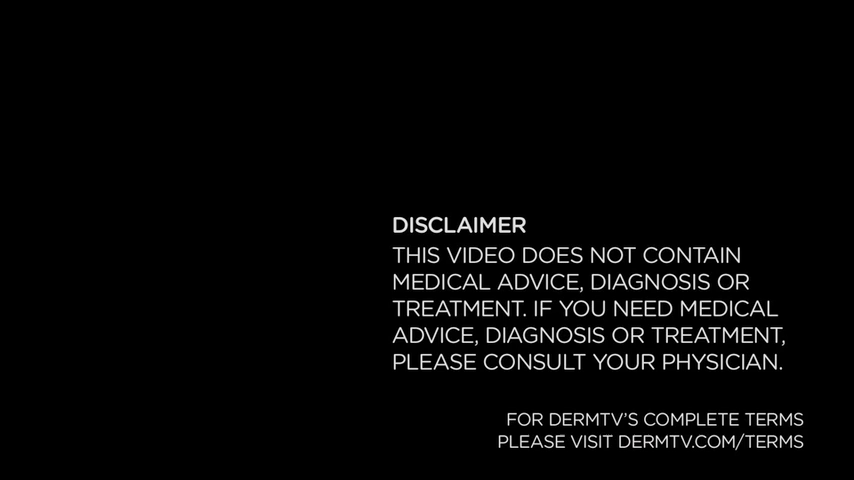 DISCLAIMER
THIS VIDEO DOES NOT CONTAIN
MEDICAL ADVICE, DIAGNOSIS OR
TREATMENT. IF YOU NEED MEDICAL
ADVICE, DIAGNOSIS OR TREATMENT,
PLEASE CONSULT YOUR PHYSICIAN.
FOR DERMTV'S COMPLETE TERMS
PLEASE VISIT DERMTV.COM/TERMS